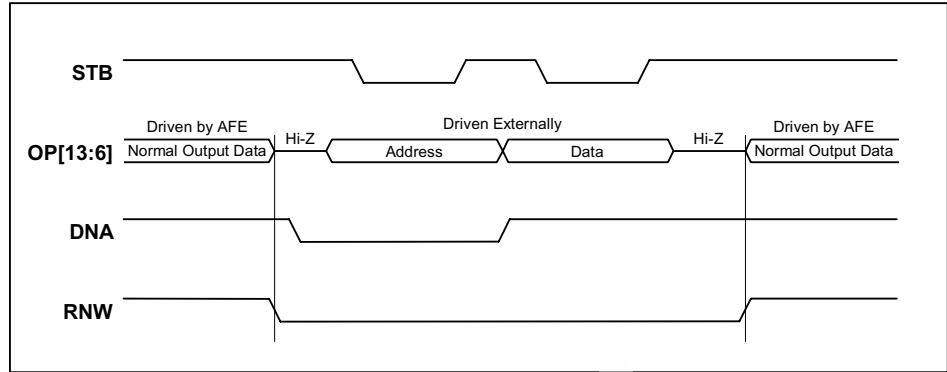 STB
Driven by AFE Driven Externally Driven by AFE
OP[13:6] Normal Output Data Hi-Z Address Data Hi-Z Normal Output Data
DNA
RNW